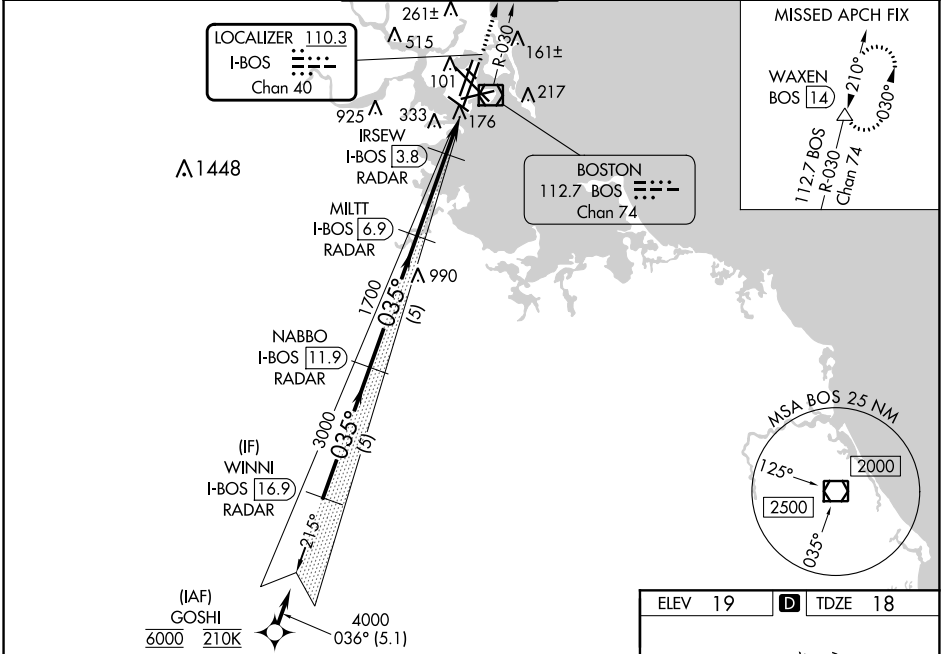 261±
515
R-030
161±
LOCALIZER 110.3
I-BOS
Chan 40
101
217
925
333
176
IRSEW
I-BOS 3.8
RADAR
1448
BOSTON
112.7 BOS
Chan 74
MILTT
I-BOS 6.9
RADAR
990
1700
035°
(5)
NABBO
I-BOS 11.9
RADAR
3000
035°
(5)
(IF)
WINNI
I-BOS 16.9
RADAR
215°
(IAF)
GOSHI
6000 210K
4000
036° (5.1)
MISSED APCH FIX
WAXEN
BOS 14
210°
030°
112.7 BOS
R-030
Chan 74
MSA BOS 25 NM
125°
2000
2500
035°
ELEV 19 D TDZE 18